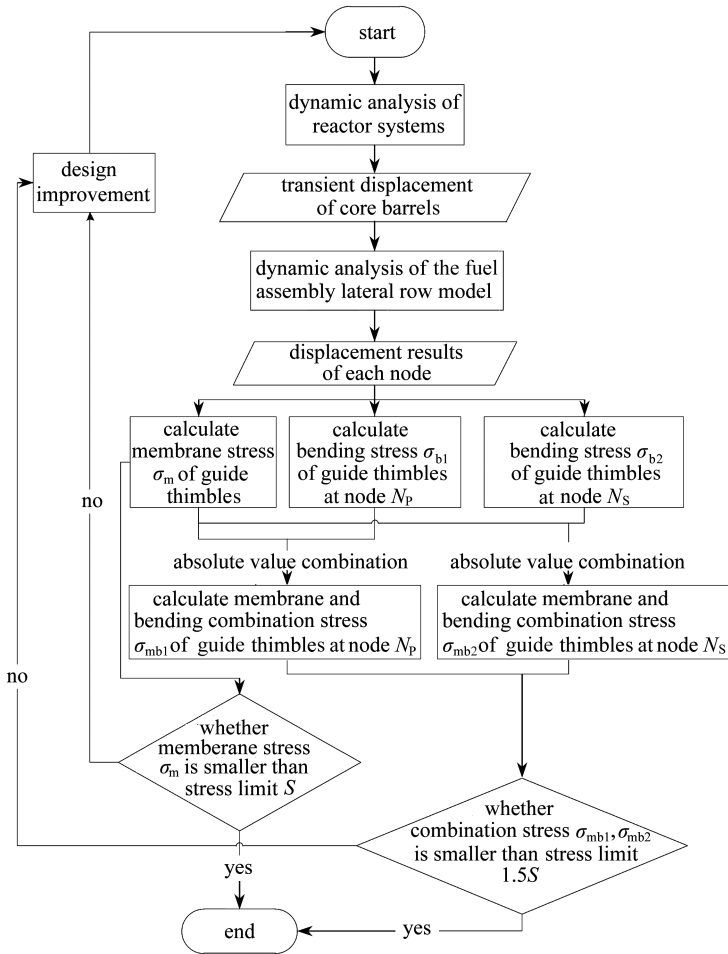 start
dynamic analysis of
reactor systems
design
improvement
transient displacement
of core barrels
dynamic analysis of the fuel
assembly lateral row model
displacement results
of each node
calculate
membrane stress
σm of guide
thimbles
calculate
bending stress σb1
of guide thimbles
at node NP
calculate
bending stress σb2
of guide thimbles
at node NS
no
absolute value combination
absolute value combination
calculate membrane and
bending combination stress
σmb1 of guide thimbles at node NP
calculate membrane and
bending combination stress
σmb2 of guide thimbles at node NS
no
whether
memberane stress
σm is smaller than
stress limit S
whether
combination stress σmb1,σmb2
is smaller than stress limit
1.5S
yes
end
yes